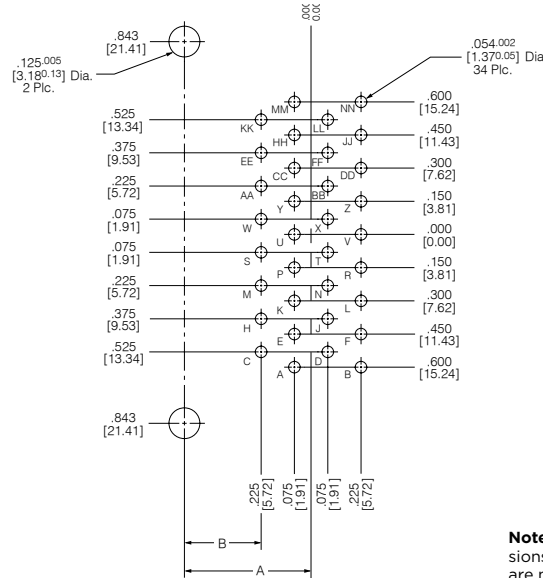 .843
[21.41]
.125.005
[3.180.13] Dia.
2 Plc.
.054.002
[1.370.05] Dia
34 Plc.
MM
NN
.600
[15.24]
.525
[13.34]
KK
LL
HH
JJ
.450
[11.43]
.375
[9.53]
EE
FF
CC
DD
.300
[7.62]
.225
[5.72]
AA
BB
Y
Z
.150
[3.81]
.075
[1.91]
W
X
U
V
.000
[0.00]
.075
[1.91]
S
T
P
R
.150
[3.81]
.225
[5.72]
M
N
K
L
.300
[7.62]
.375
[9.53]
H
J
E
F
.450
[11.43]
.525
[13.34]
C
D
A
B
.600
[15.24]
.843
[21.41]
.225
[5.72]
.075
[1.91]
.075
[1.91]
.225
[5.72]
B
A
Note
sions